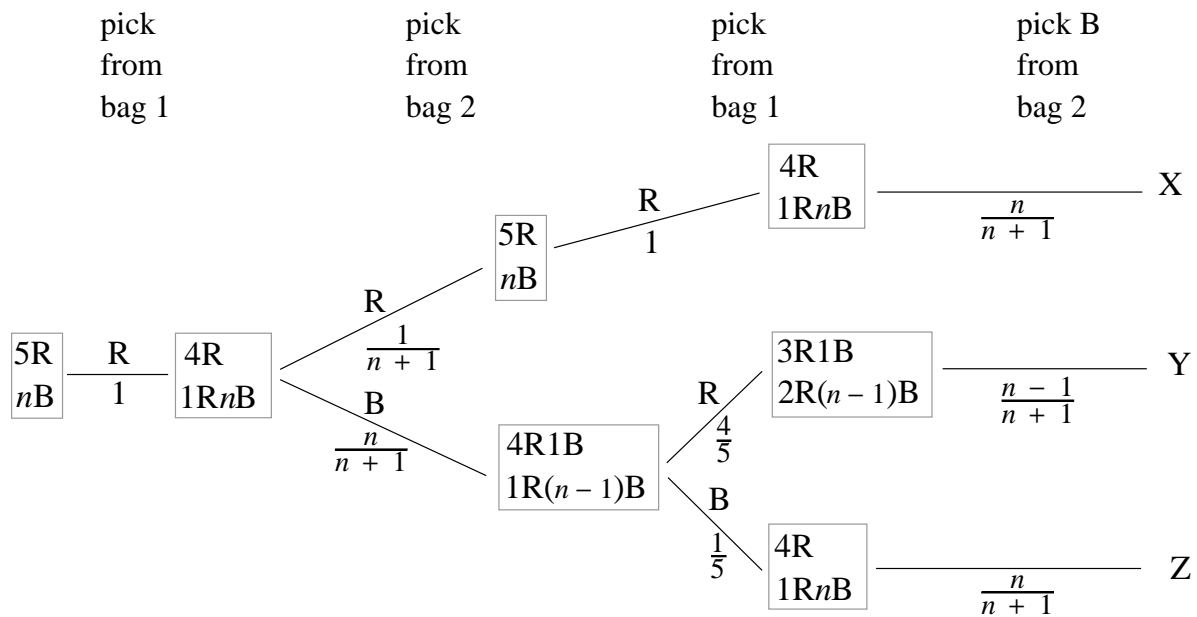 pick pick pick pick B
from from from from
bag 1 bag 2 bag 1 bag 2
4R
1RnB
X
n/(n + 1)
R
1
5R
nB
R
1/(n + 1)
5R
nB
R
1
4R
1RnB
B
n/(n + 1)
4R1B
1R(n − 1)B
R
4/5
3R1B
2R(n − 1)B
Y
(n − 1)/(n + 1)
B
1/5
4R
1RnB
Z
n/(n + 1)